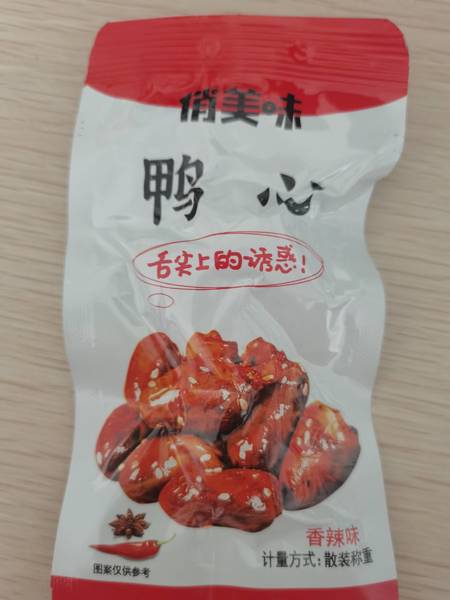 俏美味
鸭心
舌尖上的诱惑!
香辣味
计量方式:散装称重
图案仅供参考